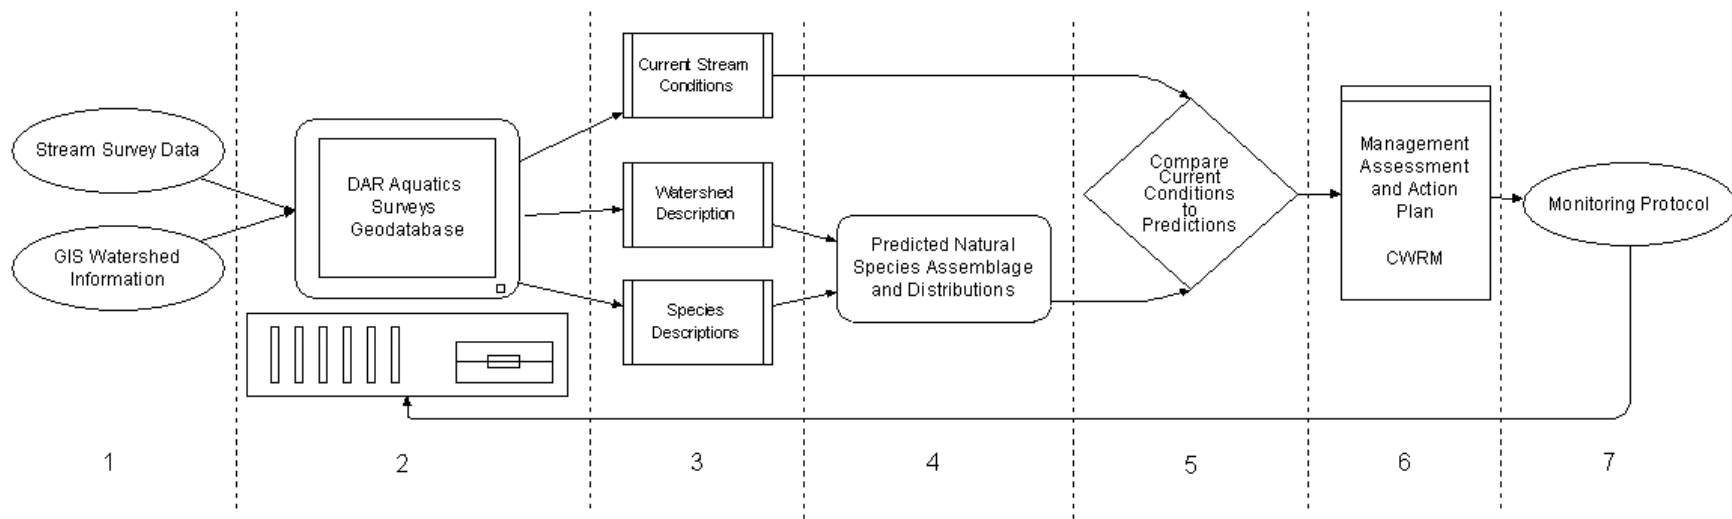 Stream Survey Data
GIS Watershed
Information
DAR Aquatics
Surveys
Geodatabase
Current Stream
Conditions
Watershed
Description
Species
Descriptions
Predicted Natural
Species Assemblage
and Distributions
Compare
Current
Conditions
to
Predictions
Management
Assessment
and Action
Plan
CWRM
Monitoring Protocol
1
2
3
4
5
6
7